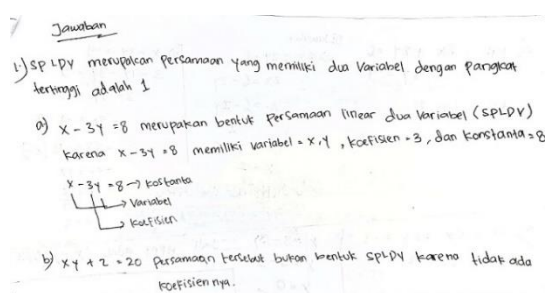 Jawaban
1.) SPLDV merupakan Persamaan yang memiliki dua Variabel dengan Pangkat
tertinggi adalah 1
a) x - 3y = 8 merupakan bentuk Persamaan linear dua Variabel (SPLDV)
Karena x - 3y = 8 memiliki variabel = x, y , koefisien = 3, dan konstanta = 8
x - 3y = 8 → kostanta
→ Variabel
→ koefisien
b) xy + 2 = 20 Persamaan tersebut bukan bentuk SPLDV karena tidak ada
koefisien nya.